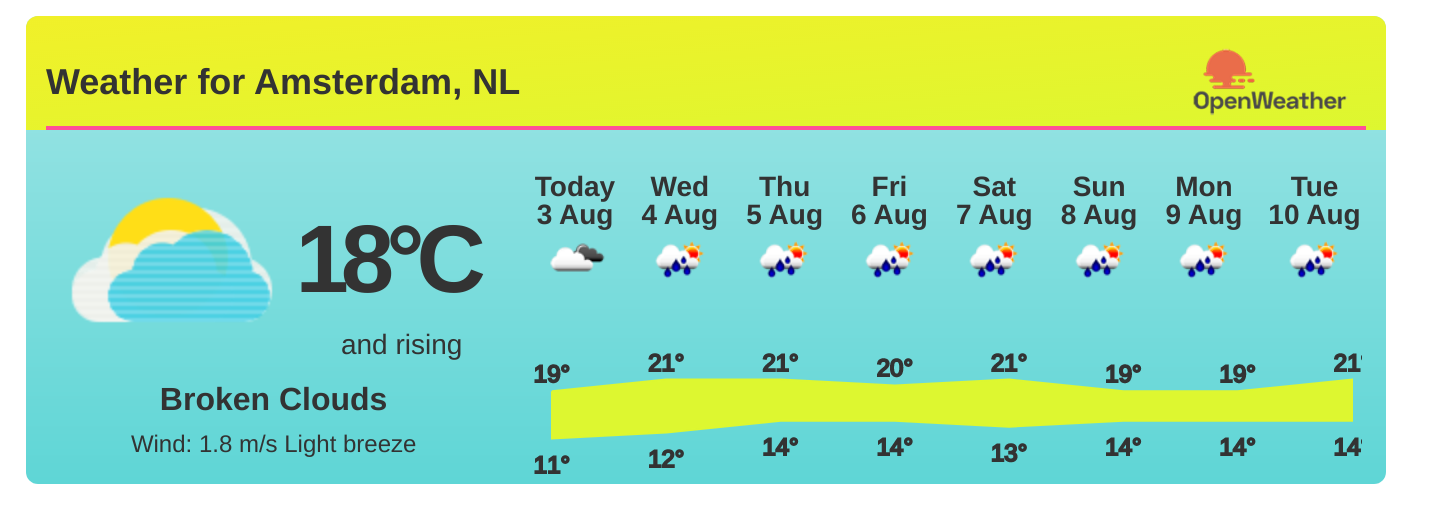 Weather for Amsterdam, NL
OpenWeather
18°C
and rising
Broken Clouds
Wind: 1.8 m/s Light breeze
Today Wed Thu Fri Sat Sun Mon Tue
3 Aug 4 Aug 5 Aug 6 Aug 7 Aug 8 Aug 9 Aug 10 Aug
19° 21° 21° 20° 21° 19° 19° 21°
11° 12° 14° 14° 13° 14° 14° 14°